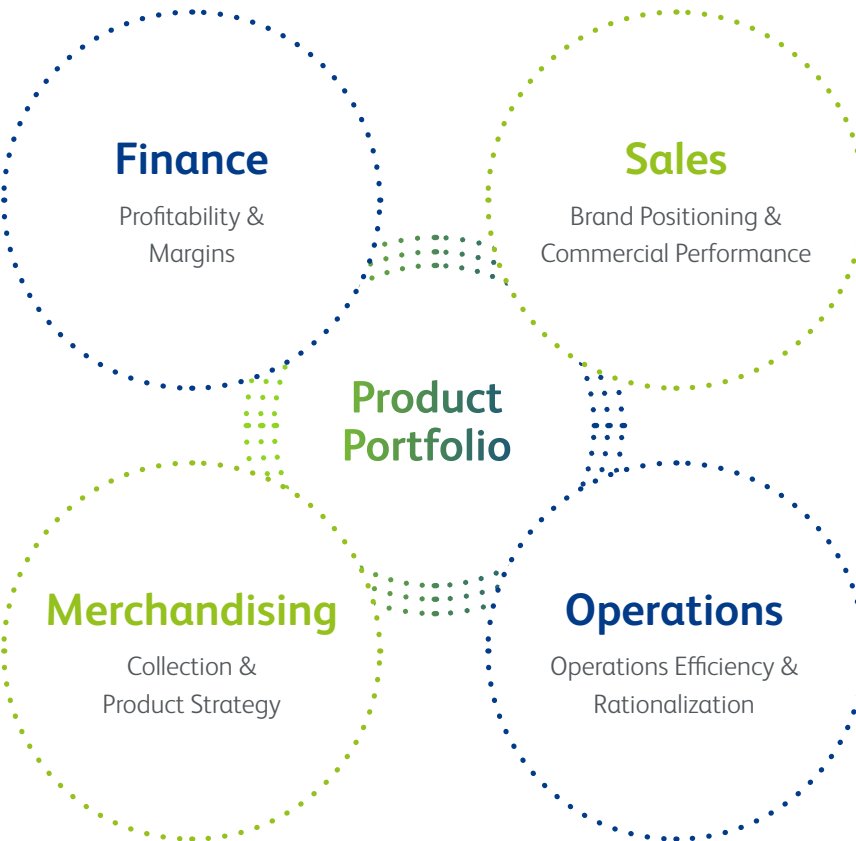 Finance
Profitability &
Margins
Sales
Brand Positioning &
Commercial Performance
Product
Portfolio
Merchandising
Collection &
Product Strategy
Operations
Operations Efficiency &
Rationalization